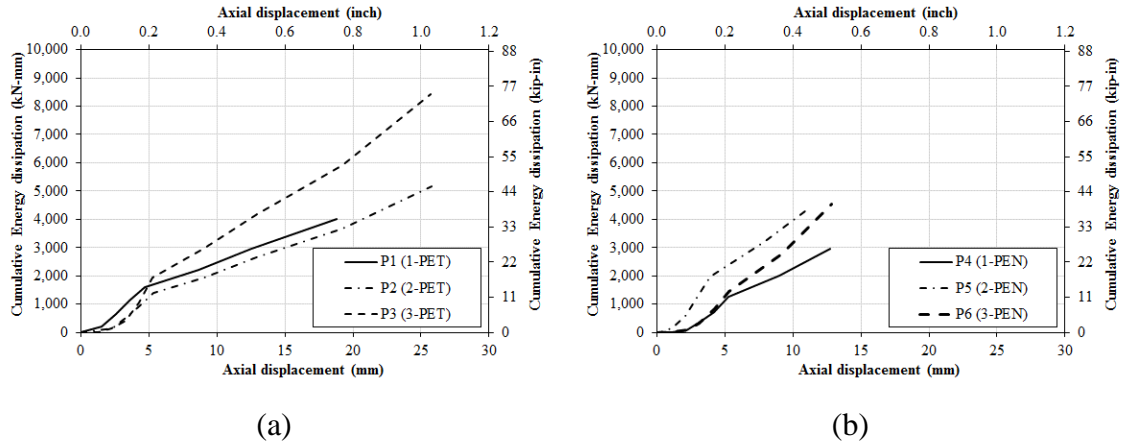 Axial displacement (inch)
0.0 0.2 0.4 0.6 0.8 1.0 1.2
Cumulative Energy dissipation (kN-mm)
10,000
9,000
8,000
7,000
6,000
5,000
4,000
3,000
2,000
1,000
0
88
77
66
55
44
33
22
11
0
Cumulative Energy dissipation (kip-in)
P1 (1-PET)
P2 (2-PET)
P3 (3-PET)
0 5 10 15 20 25 30
Axial displacement (mm)
(a)
Axial displacement (inch)
0.0 0.2 0.4 0.6 0.8 1.0 1.2
Cumulative Energy dissipation (kN-mm)
10,000
9,000
8,000
7,000
6,000
5,000
4,000
3,000
2,000
1,000
0
88
77
66
55
44
33
22
11
0
Cumulative Energy dissipation (kip-in)
P4 (1-PEN)
P5 (2-PEN)
P6 (3-PEN)
0 5 10 15 20 25 30
Axial displacement (mm)
(b)